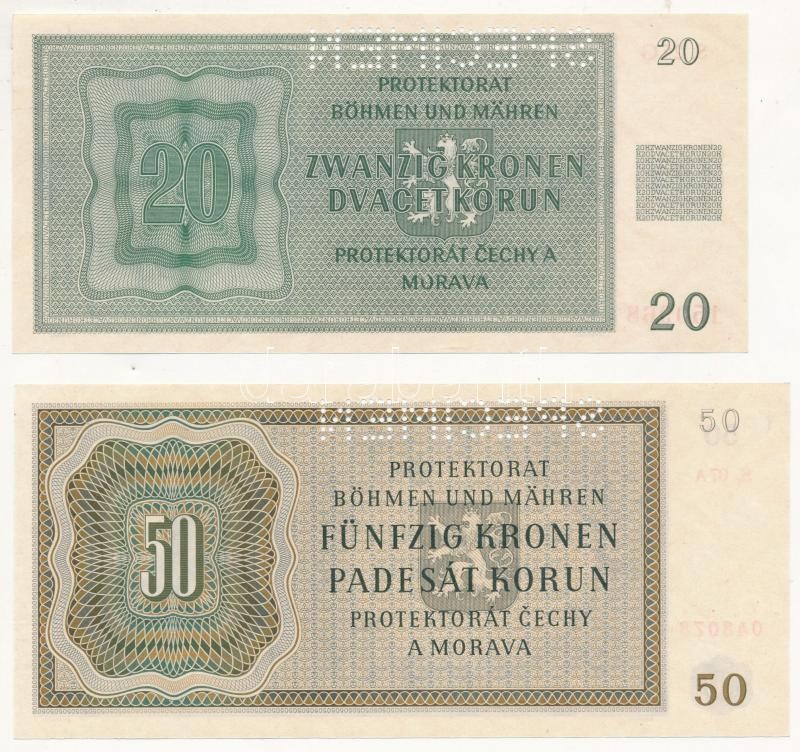 20
PROTEKTORAT
BÖHMEN UND MÄHREN
20
ZWANZIG KRONEN
DVACET KORUN
PROTEKTORÁT ČECHY A
MORAVA
20
darabanth
50
PROTEKTORAT
BÖHMEN UND MÄHREN
50
FÜNFZIG KRONEN
PADESÁT KORUN
PROTEKTORÁT ČECHY
A MORAVA
50